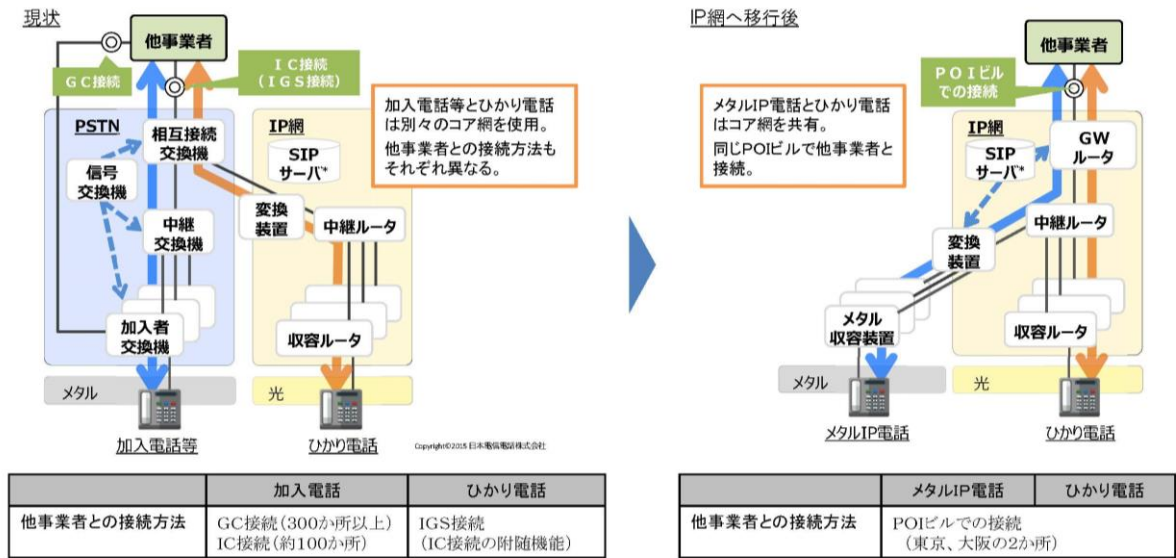 現状
他事業者
GC接続
IC接続
(IGS接続)
加入電話等とひかり電話
は別々のコア網を使用。
他事業者との接続方法も
それぞれ異なる。
PSTN
相互接続
交換機
信号
交換機
中継
交換機
加入者
交換機
IP網
SIP
サーバ*
変換
装置
中継ルータ
収容ルータ
メタル
光
加入電話等
ひかり電話
Copyright©2015 日本電信電話株式会社
加入電話
ひかり電話
他事業者との接続方法
GC接続(300か所以上)
IC接続(約100か所)
IGS接続
(IC接続の附随機能)
IP網へ移行後
他事業者
POIビル
での接続
メタルIP電話とひかり電話
はコア網を共有。
同じPOIビルで他事業者と
接続。
IP網
SIP
サーバ*
GW
ルータ
中継ルータ
変換
装置
メタル
収容装置
収容ルータ
メタル
光
メタルIP電話
ひかり電話
メタルIP電話
ひかり電話
他事業者との接続方法
POIビルでの接続
(東京、大阪の2か所)